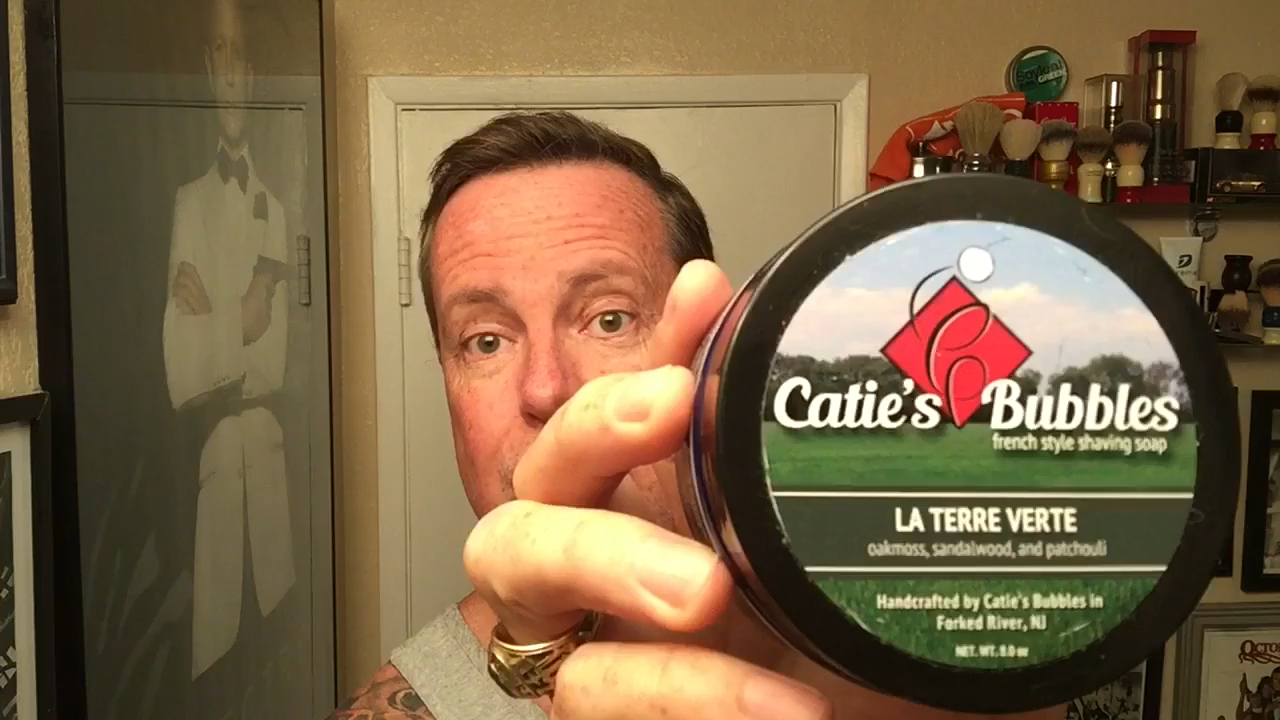 Catie's Bubbles
french style shaving soap
LA TERRE VERTE
oakmoss, sandalwood, and patchouli
Handcrafted by Catie's Bubbles in
Forked River, NJ
NET. WT. 8.0 oz
GREEN